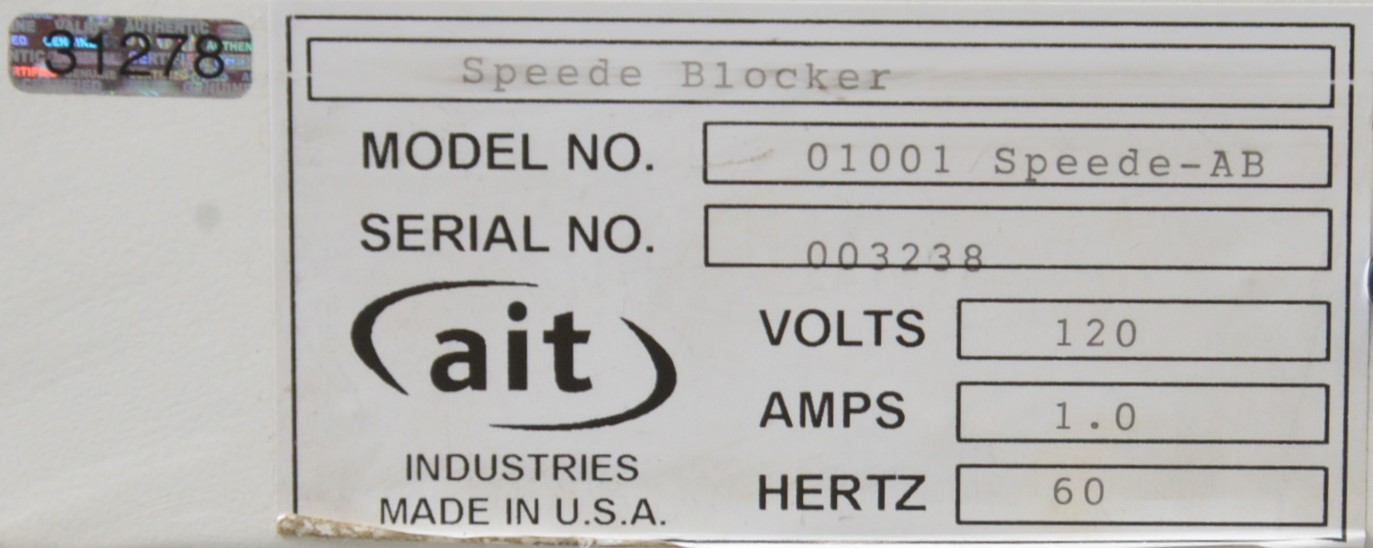 31278
Speede Blocker
MODEL NO. 01001 Speede-AB
SERIAL NO. 003238
ait
INDUSTRIES
MADE IN U.S.A.
VOLTS 120
AMPS 1.0
HERTZ 60